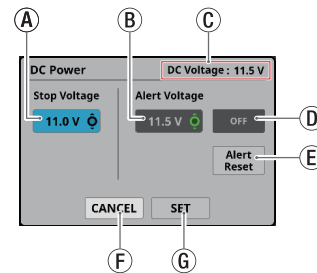 A
B
C
DC Power
DC Voltage : 11.5 V
Stop Voltage
Alert Voltage
11.0 V
11.5 V
OFF
D
Alert
Reset
E
CANCEL
SET
F
G